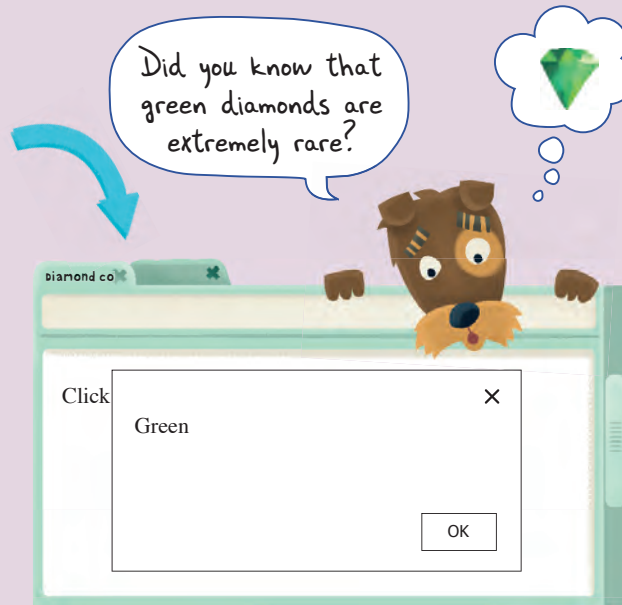 Did you know that
green diamonds are
extremely rare?
Diamond co
Click
Green
OK